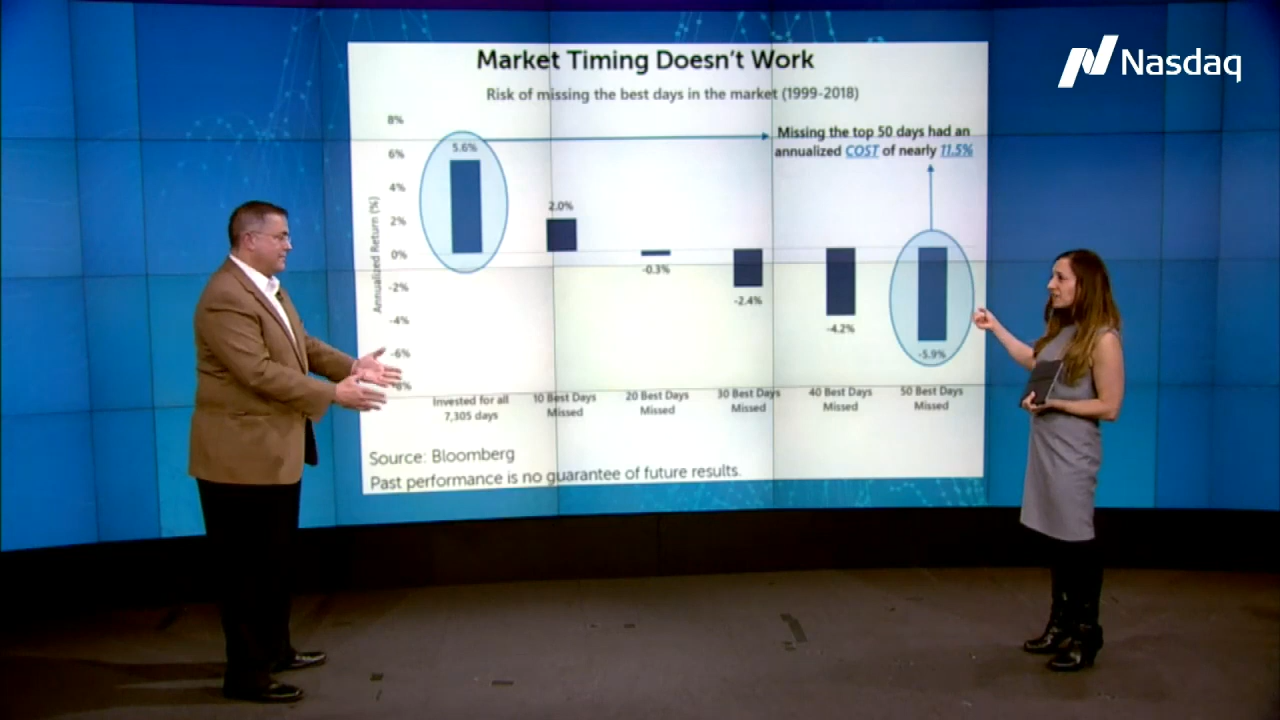 Nasdaq
Market Timing Doesn't Work
Risk of missing the best days in the market (1999-2018)
Missing the top 50 days had an
annualized COST of nearly 11.5%
Annualized Return (%)
8%
6%
4%
2%
0%
-2%
-4%
-6%
-8%
5.6%
2.0%
-0.3%
-2.4%
-4.2%
-5.9%
Invested for all
7,305 days
10 Best Days
Missed
20 Best Days
Missed
30 Best Days
Missed
40 Best Days
Missed
50 Best Days
Missed
Source: Bloomberg
Past performance is no guarantee of future results.